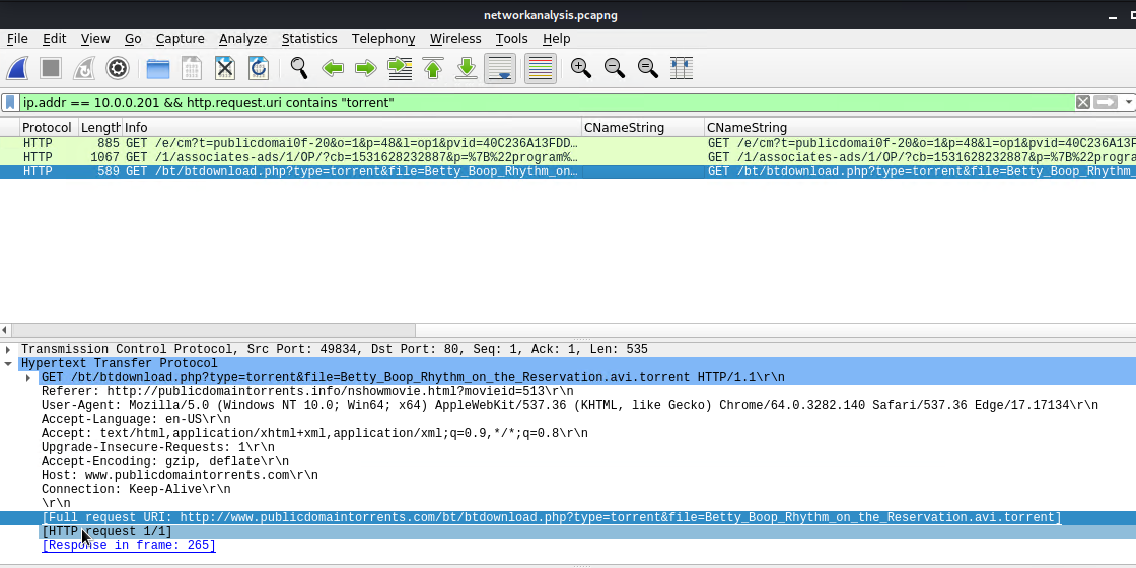 networkanalysis.pcapng
File Edit View Go Capture Analyze Statistics Telephony Wireless Tools Help
ip.addr == 10.0.0.201 && http.request.uri contains "torrent"
Protocol Length Info CNameString CNameString
HTTP 885 GET /e/cm?t=publicdomai0f-20&o=1&p=48&l=op1&pvid=40C236A13FDD… GET /e/cm?t=publicdomai0f-20&o=1&p=48&l=op1&pvid=40C236A13F
HTTP 1067 GET /1/associates-ads/1/OP/?cb=1531628232887&p=%7B%22program%… GET /1/associates-ads/1/OP/?cb=1531628232887&p=%7B%22progra
HTTP 589 GET /bt/btdownload.php?type=torrent&file=Betty_Boop_Rhythm_on… GET /bt/btdownload.php?type=torrent&file=Betty_Boop_Rhythm_
Transmission Control Protocol, Src Port: 49834, Dst Port: 80, Seq: 1, Ack: 1, Len: 535
Hypertext Transfer Protocol
GET /bt/btdownload.php?type=torrent&file=Betty_Boop_Rhythm_on_the_Reservation.avi.torrent HTTP/1.1\r\n
Referer: http://publicdomaintorrents.info/nshowmovie.html?movieid=513\r\n
User-Agent: Mozilla/5.0 (Windows NT 10.0; Win64; x64) AppleWebKit/537.36 (KHTML, like Gecko) Chrome/64.0.3282.140 Safari/537.36 Edge/17.17134\r\n
Accept-Language: en-US\r\n
Accept: text/html,application/xhtml+xml,application/xml;q=0.9,*/*;q=0.8\r\n
Upgrade-Insecure-Requests: 1\r\n
Accept-Encoding: gzip, deflate\r\n
Host: www.publicdomaintorrents.com\r\n
Connection: Keep-Alive\r\n
\r\n
[Full request URI: http://www.publicdomaintorrents.com/bt/btdownload.php?type=torrent&file=Betty_Boop_Rhythm_on_the_Reservation.avi.torrent]
[HTTP request 1/1]
[Response in frame: 265]